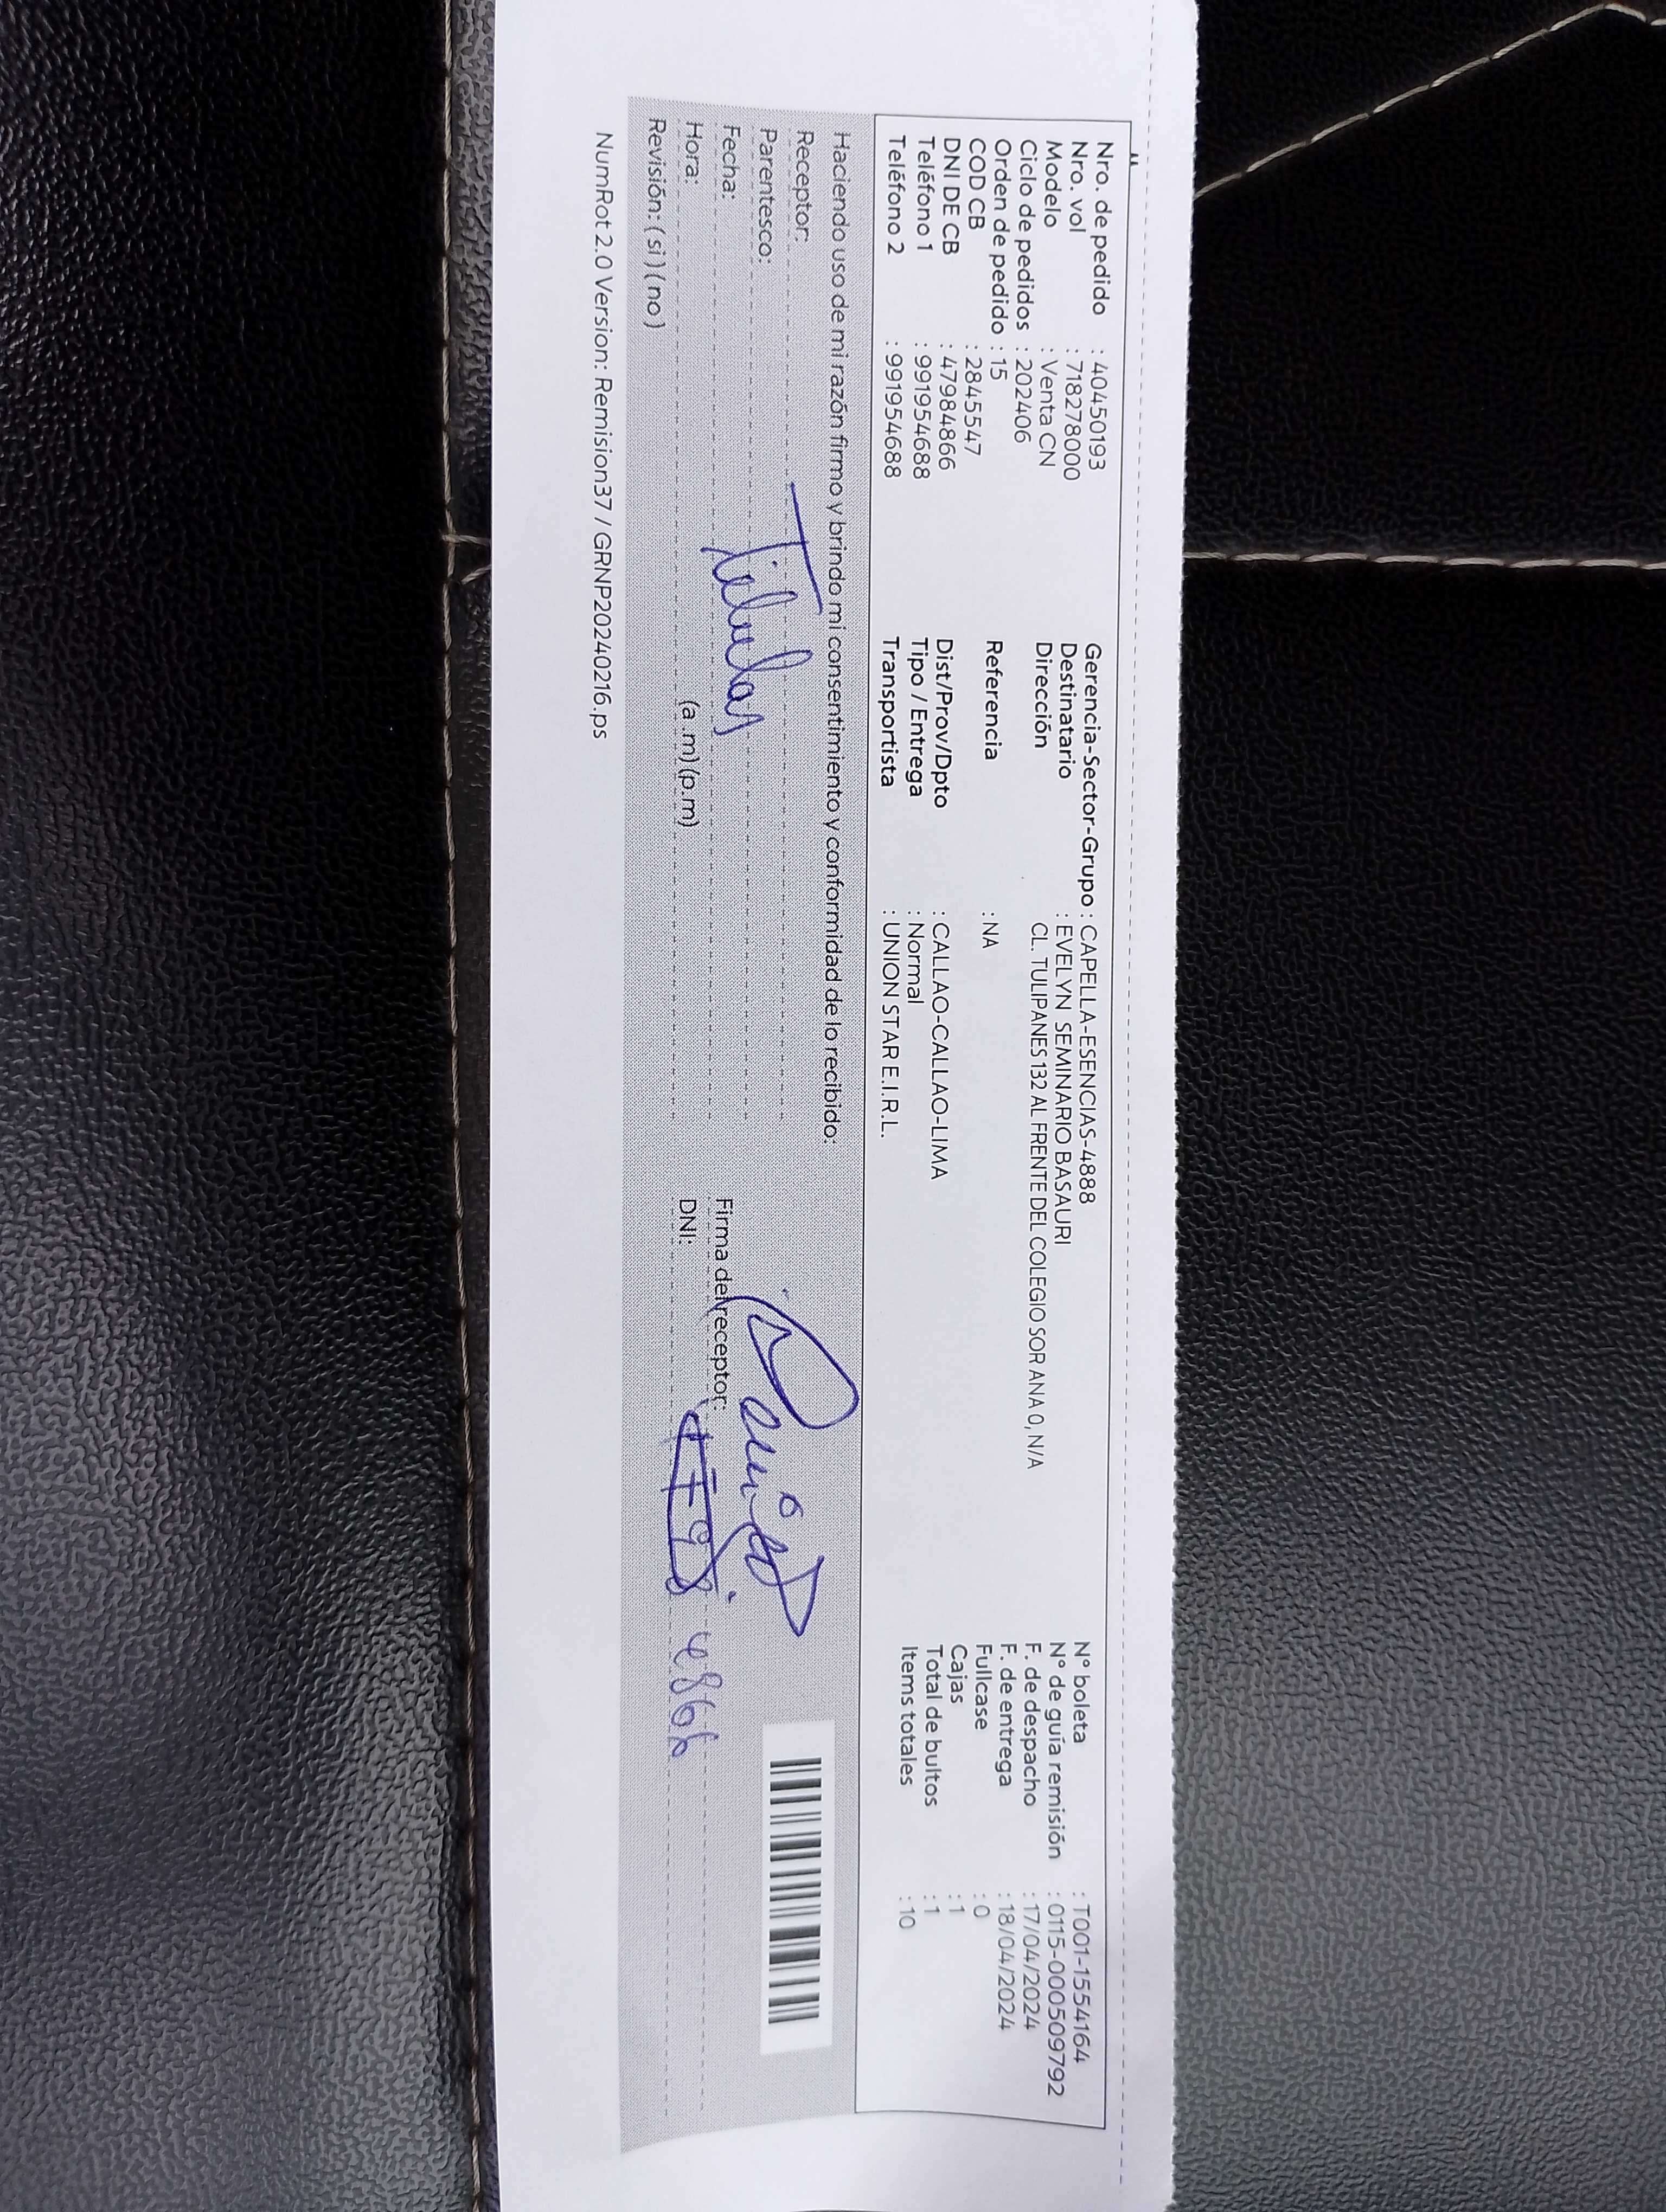 Nro. de pedido : 40450193
Nro. vol : 718278000
Modelo : Venta CN
Ciclo de pedidos : 202406
Orden de pedido : 15
COD CB : 2845547
DNI DE CB : 47984866
Teléfono 1 : 991954688
Teléfono 2 : 991954688
Gerencia-Sector-Grupo : CAPELLA-ESENCIAS-4888
Destinatario : EVELYN SEMINARIO BASAURI
Dirección CL. TULIPANES 132 AL FRENTE DEL COLEGIO SOR ANA 0, N/A
Referencia : NA
Dist/Prov/Dpto : CALLAO-CALLAO-LIMA
Tipo / Entrega : Normal
Transportista : UNION STAR E.I.R.L.
N° boleta : T001-1554164
N° de guía remisión : 0115-000509792
F. de despacho : 17/04/2024
F. de entrega : 18/04/2024
Fullcase : 0
Cajas : 1
Total de bultos : 1
Items totales : 10
Haciendo uso de mi razón firmo y brindo mi consentimiento y conformidad de lo recibido:
Receptor:
Parentesco:
Titular
Fecha:
Hora: (a.m) (p.m)
Revisión: ( si ) ( no )
Firma del receptor:
DNI: 4798 4866
NumRot 2.0 Version: Remision37 / GRNP20240216.ps